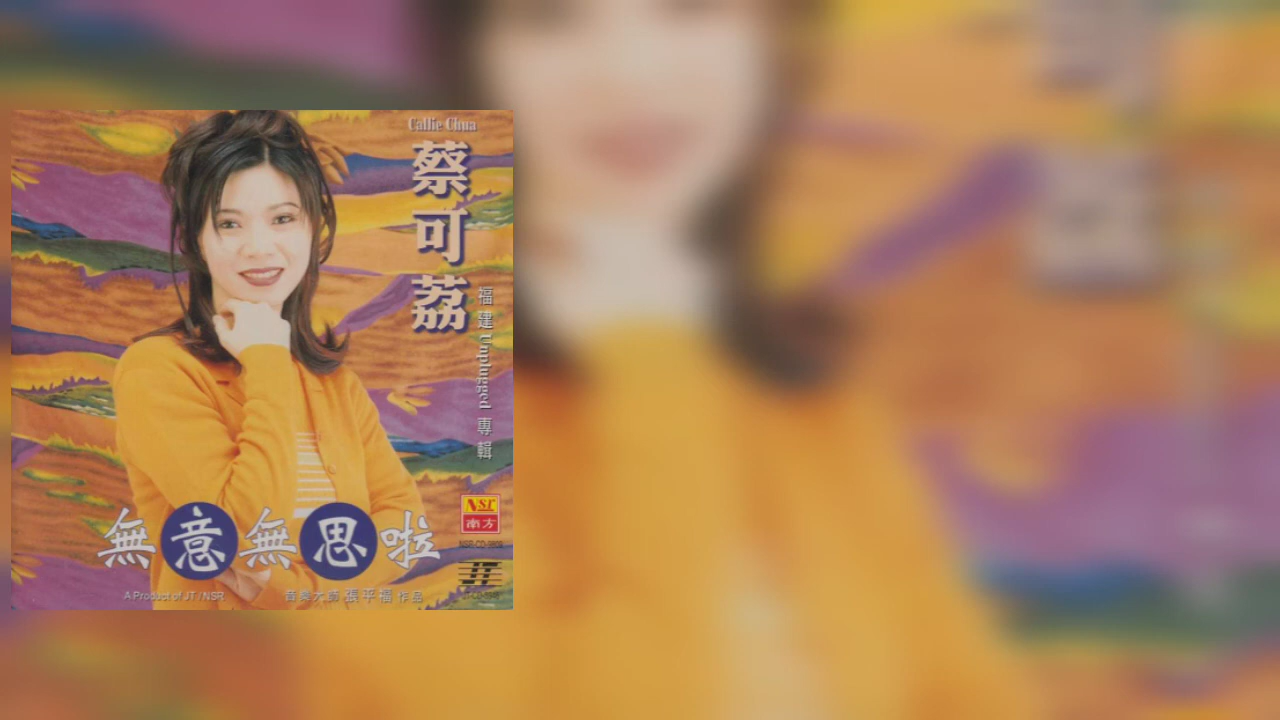 Callie Chua
蔡可荔
福建 Unplugged 專輯
無意無思啦
NSR
南方
A Product of JT / NSR
音樂大師 張平福 作品